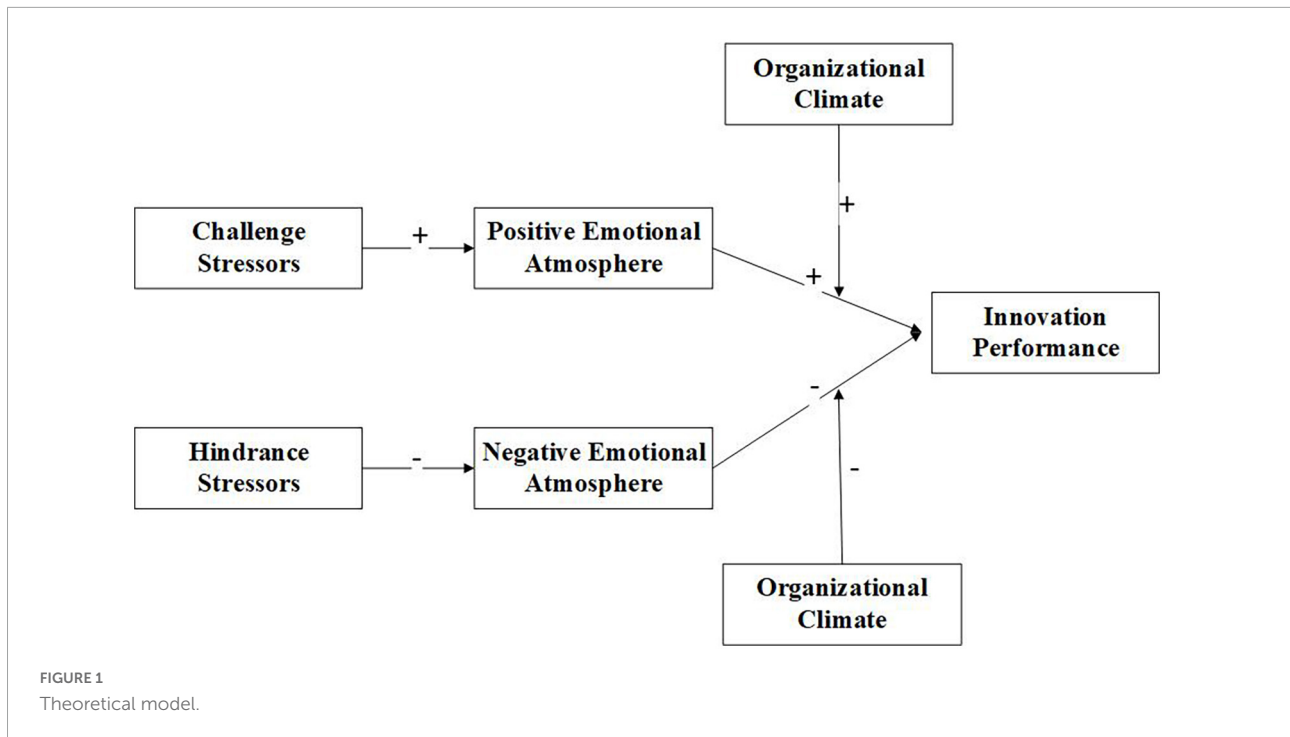 Organizational
Climate
+
Challenge
Stressors
+
Positive Emotional
Atmosphere
+
Innovation
Performance
-
Hindrance
Stressors
-
Negative Emotional
Atmosphere
-
Organizational
Climate
FIGURE 1
Theoretical model.